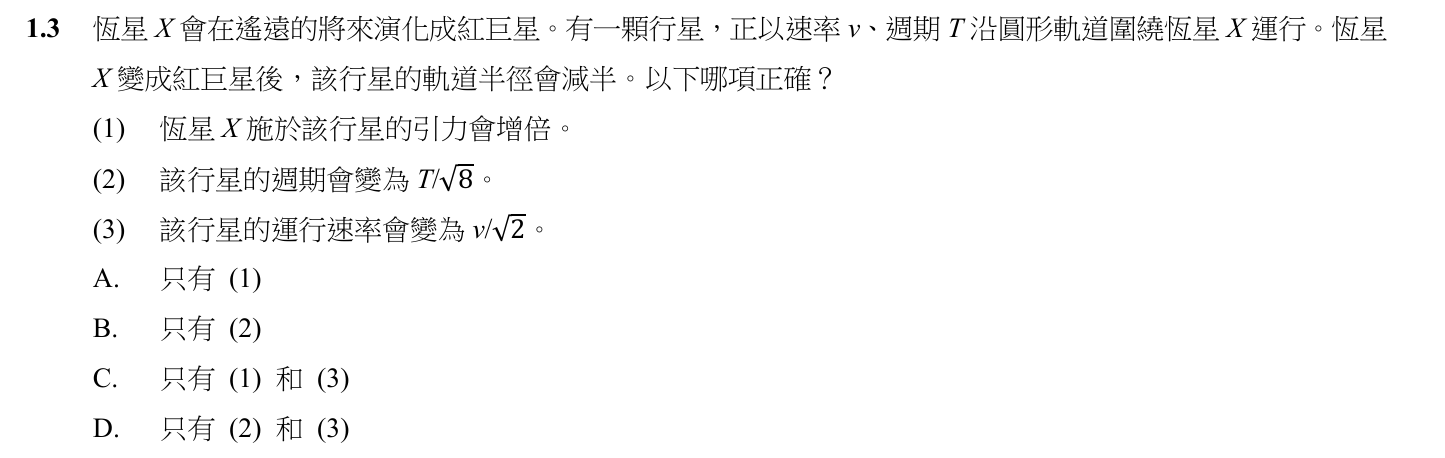 1.3 恆星 X 會在遙遠的將來演化成紅巨星。有一顆行星，正以速率 v、週期 T 沿圓形軌道圍繞恆星 X 運行。恆星
X 變成紅巨星後，該行星的軌道半徑會減半。以下哪項正確？
(1) 恆星 X 施於該行星的引力會增倍。
(2) 該行星的週期會變為 T/√8。
(3) 該行星的運行速率會變為 v/√2。
A. 只有 (1)
B. 只有 (2)
C. 只有 (1) 和 (3)
D. 只有 (2) 和 (3)